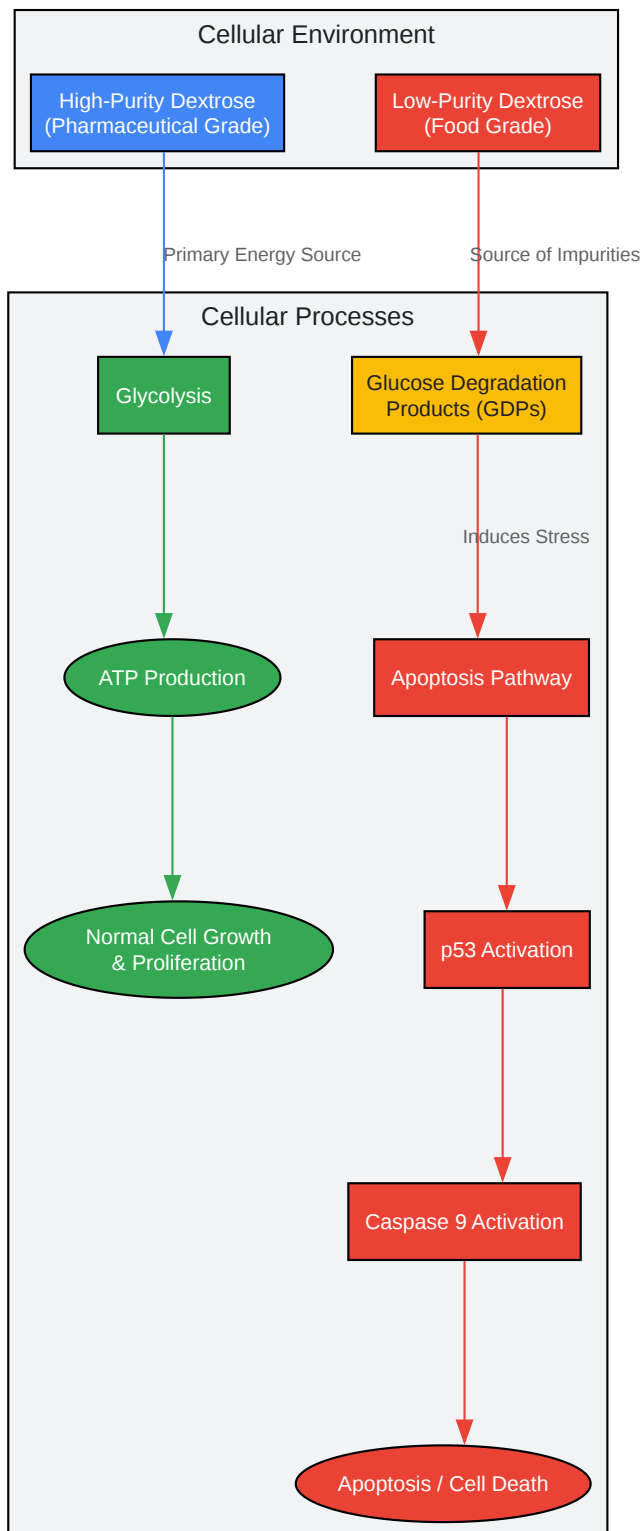 Cellular Environment
High-Purity Dextrose
(Pharmaceutical Grade)
Low-Purity Dextrose
(Food Grade)
Primary Energy Source
Source of Impurities
Cellular Processes
Glycolysis
Glucose Degradation
Products (GDPs)
Induces Stress
ATP Production
Apoptosis Pathway
Normal Cell Growth
& Proliferation
p53 Activation
Caspase 9 Activation
Apoptosis / Cell Death